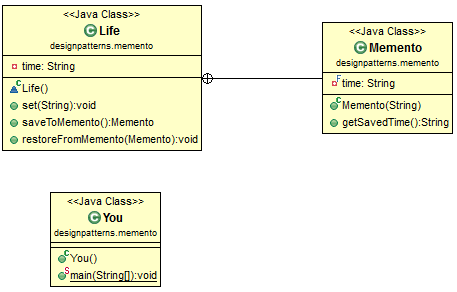 <<Java Class>>
Life
designpatterns.memento
time: String
Life()
set(String):void
saveToMemento():Memento
restoreFromMemento(Memento):void
<<Java Class>>
Memento
designpatterns.memento
time: String
Memento(String)
getSavedTime():String
<<Java Class>>
You
designpatterns.memento
You()
main(String[]):void